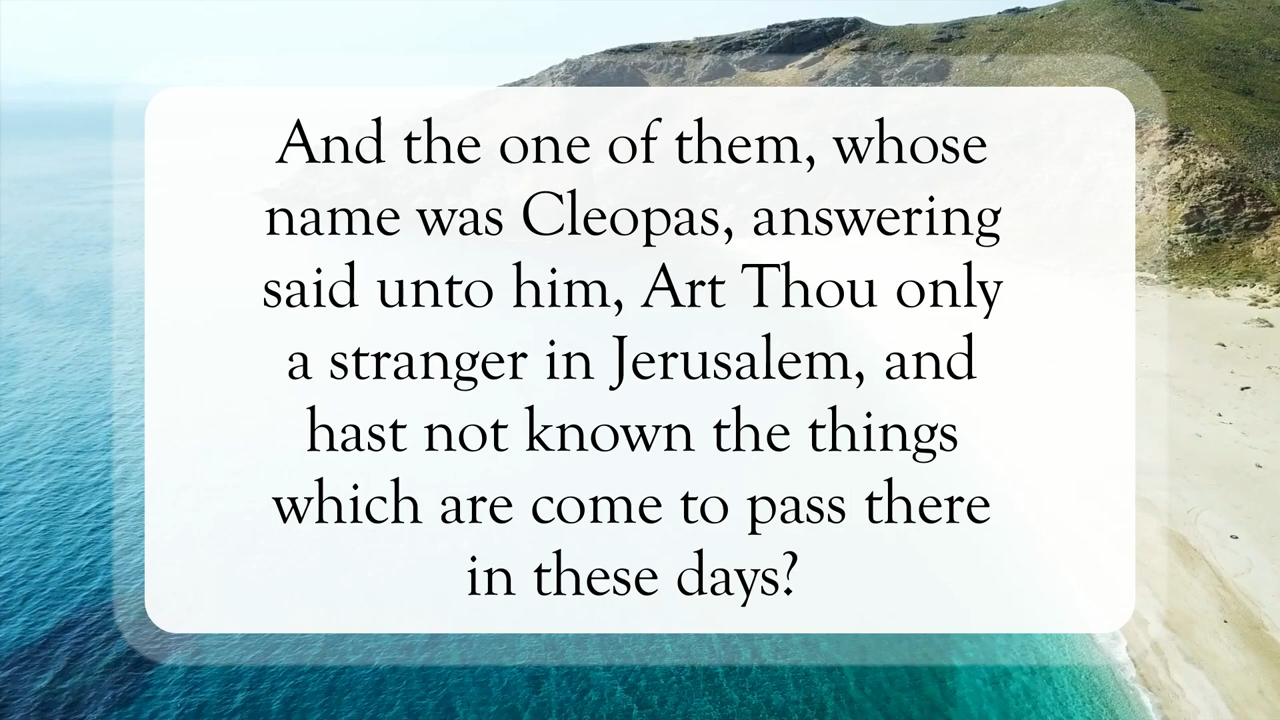 And the one of them, whose
name was Cleopas, answering
said unto him, Art Thou only
a stranger in Jerusalem, and
hast not known the things
which are come to pass there
in these days?